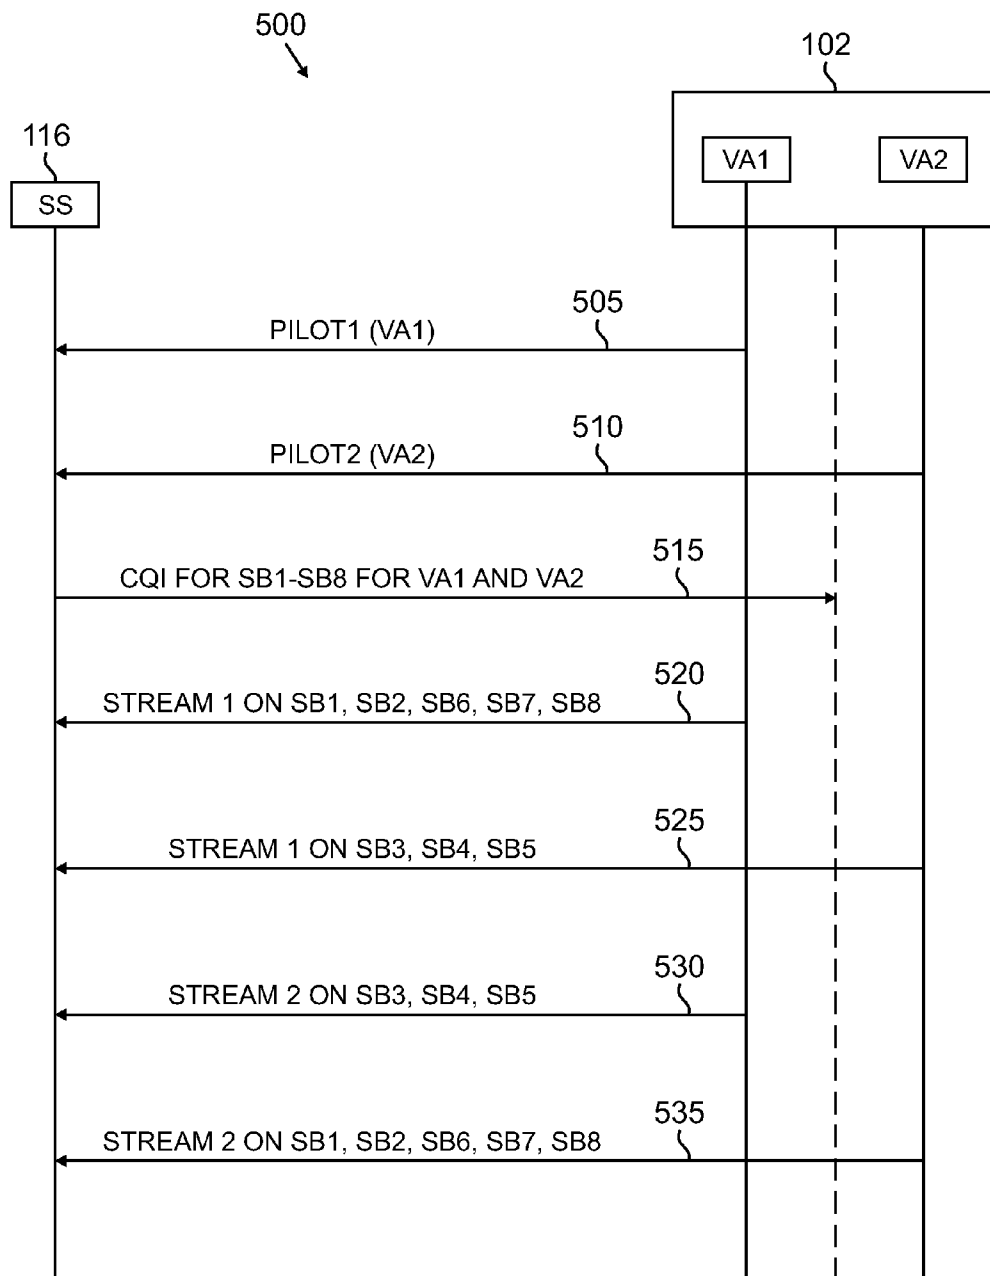 500
102
116
VA1
VA2
SS
505
PILOT1 (VA1)
510
PILOT2 (VA2)
515
CQI FOR SB1-SB8 FOR VA1 AND VA2
520
STREAM 1 ON SB1, SB2, SB6, SB7, SB8
525
STREAM 1 ON SB3, SB4, SB5
530
STREAM 2 ON SB3, SB4, SB5
535
STREAM 2 ON SB1, SB2, SB6, SB7, SB8